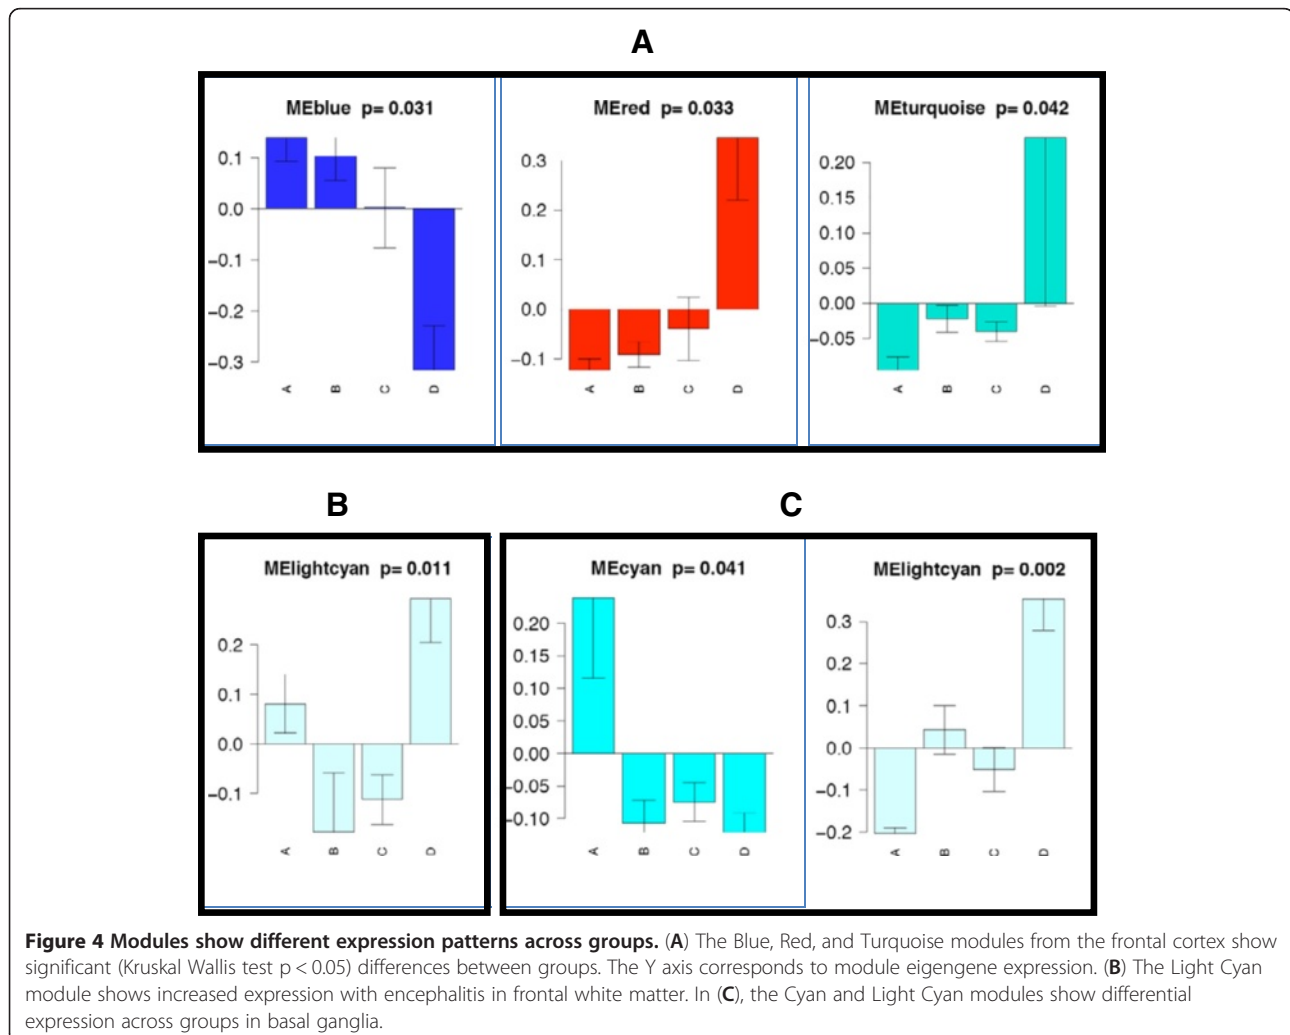 A
MEblue p= 0.031
0.1
0.0
−0.1
−0.2
−0.3
A B C D
MEred p= 0.033
0.3
0.2
0.1
0.0
−0.1
A B C D
MEturquoise p= 0.042
0.20
0.15
0.10
0.05
0.00
−0.05
A B C D
B
MElightcyan p= 0.011
0.2
0.1
0.0
−0.1
A B C D
C
MEcyan p= 0.041
0.20
0.15
0.10
0.05
0.00
−0.05
−0.10
A B C D
MElightcyan p= 0.002
0.3
0.2
0.1
0.0
−0.1
−0.2
A B C D
Figure 4 Modules show different expression patterns across groups. (A) The Blue, Red, and Turquoise modules from the frontal cortex show
significant (Kruskal Wallis test p < 0.05) differences between groups. The Y axis corresponds to module eigengene expression. (B) The Light Cyan
module shows increased expression with encephalitis in frontal white matter. In (C), the Cyan and Light Cyan modules show differential
expression across groups in basal ganglia.